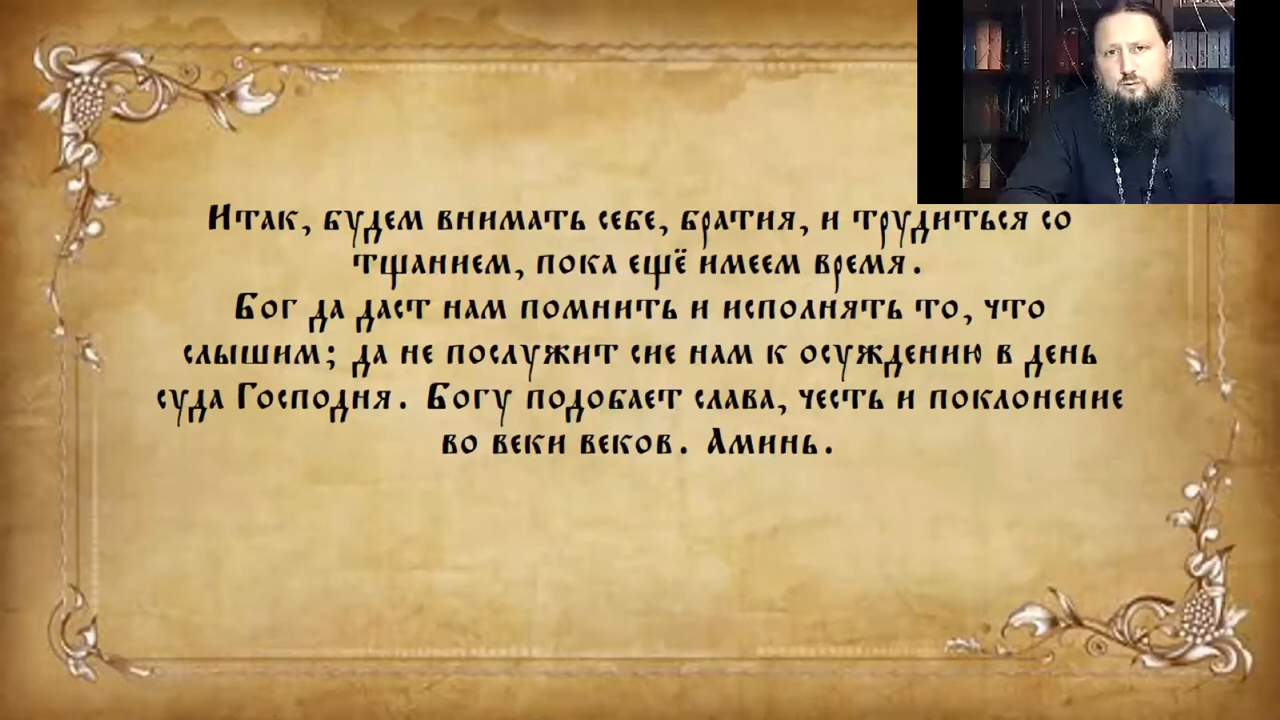 Итак, будем внимать себе, братия, и трудиться со
тщанием, пока ещё имеем время.
Бог да даст нам помнить и исполнять то, что
слышим; да не послужит сие нам к осуждению в день
суда Господня. Богу подобает слава, честь и поклонение
во веки веков. Аминь.